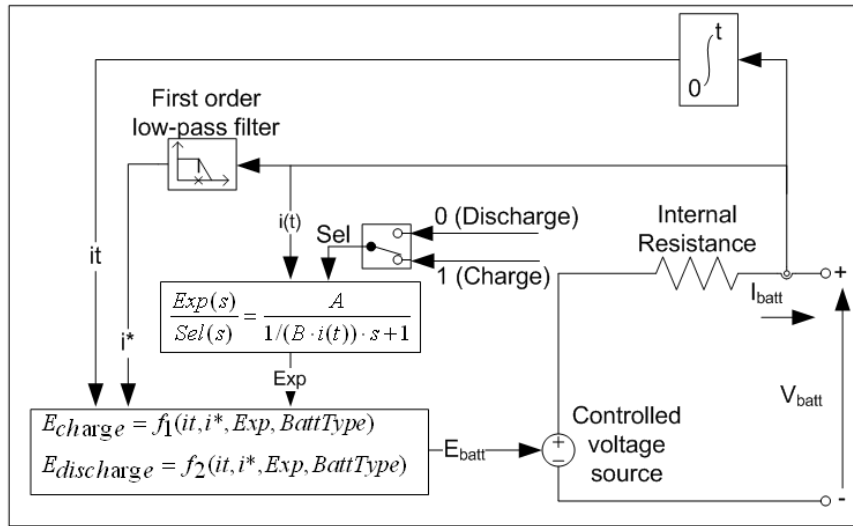 t
0
First order
low-pass filter
i(t)
Sel
0 (Discharge)
1 (Charge)
Internal
Resistance
it
i*
Exp(s)/Sel(s) = A/(1/(B·i(t))·s+1)
Exp
+
I_batt
V_batt
E_charge = f_1(it, i*, Exp, BattType)
E_discharge = f_2(it, i*, Exp, BattType)
E_batt
+
-
Controlled
voltage
source
-